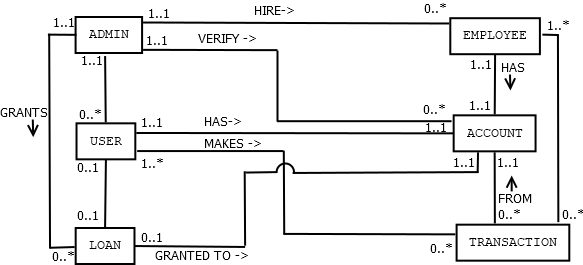 HIRE->
1..1 0..*
ADMIN EMPLOYEE
1..1 VERIFY -> 1..*
1..1 1..1
HAS
GRANTS 0..* 0..* 1..1
1..1 HAS-> 1..1
USER ACCOUNT
MAKES ->
0..1 1..* 1..1 1..1
FROM
0..1 0..* 0..*
0..1
LOAN TRANSACTION
0..* GRANTED TO -> 0..*